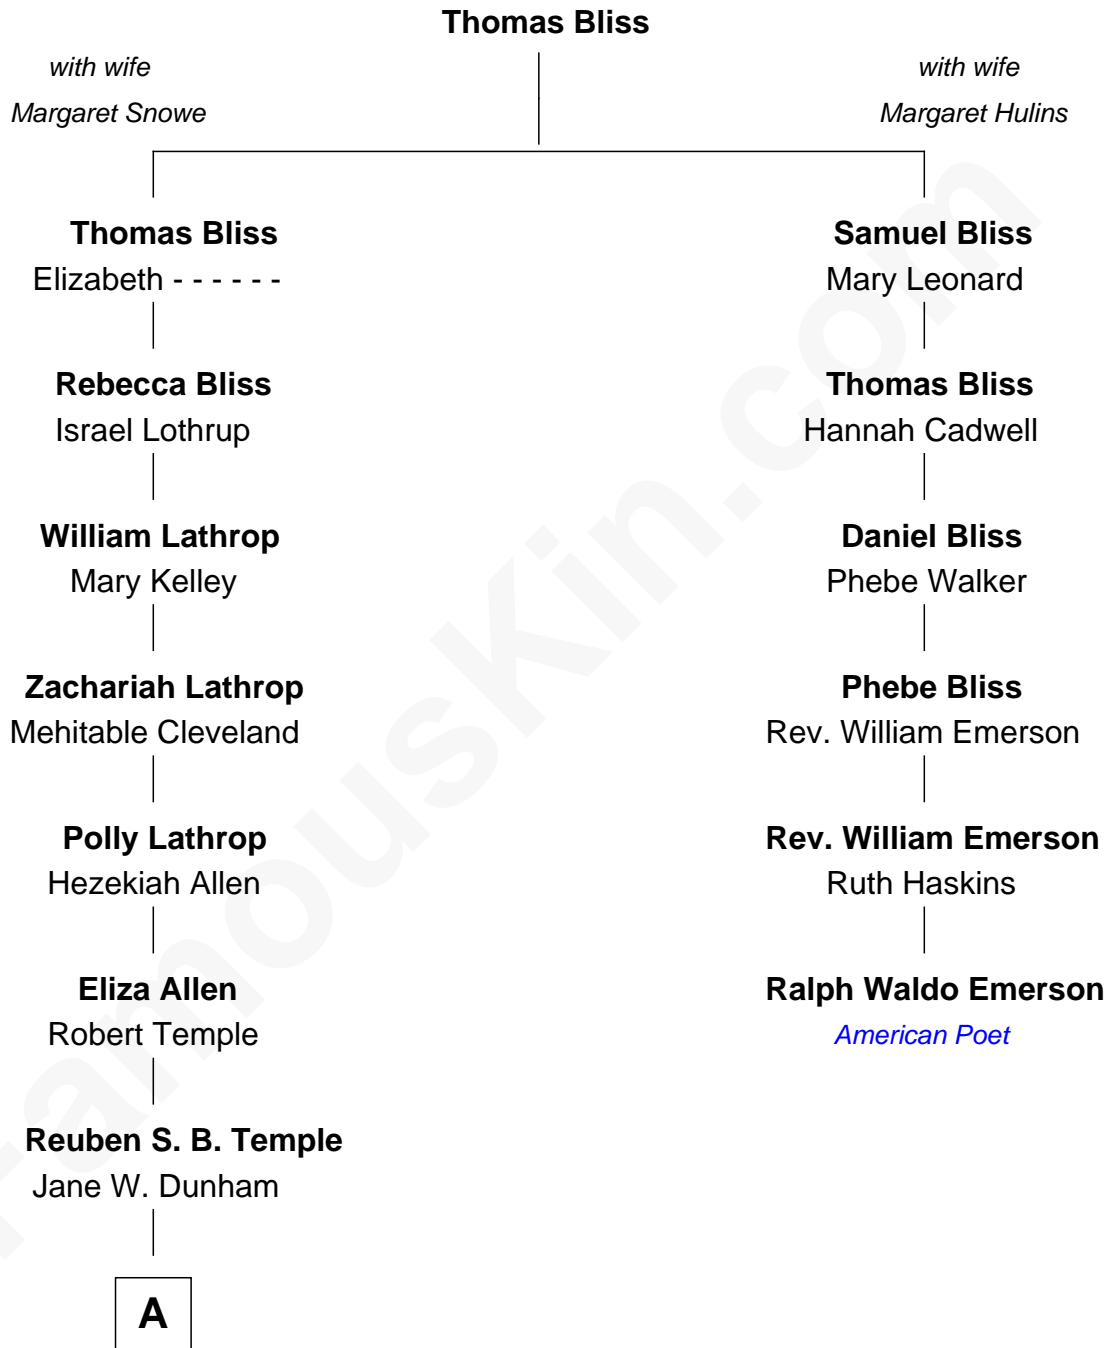 Thomas Bliss
with wife
Margaret Snowe
with wife
Margaret Hulins
Thomas Bliss
Elizabeth - - - - - -
Samuel Bliss
Mary Leonard
Rebecca Bliss
Israel Lothrup
Thomas Bliss
Hannah Cadwell
William Lathrop
Mary Kelley
Daniel Bliss
Phebe Walker
Zachariah Lathrop
Mehitable Cleveland
Phebe Bliss
Rev. William Emerson
Polly Lathrop
Hezekiah Allen
Rev. William Emerson
Ruth Haskins
Eliza Allen
Robert Temple
Ralph Waldo Emerson
American Poet
Reuben S. B. Temple
Jane W. Dunham
A
FamousKin.com